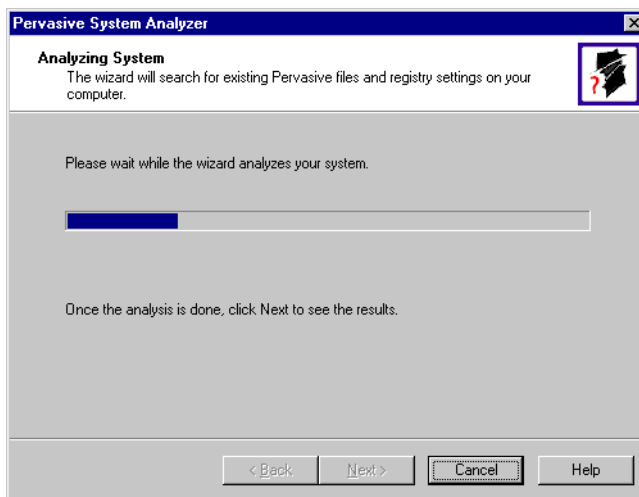 Pervasive System Analyzer
Analyzing System
The wizard will search for existing Pervasive files and registry settings on your
computer.
?
Please wait while the wizard analyzes your system.
Once the analysis is done, click Next to see the results.
< Back Next > Cancel Help